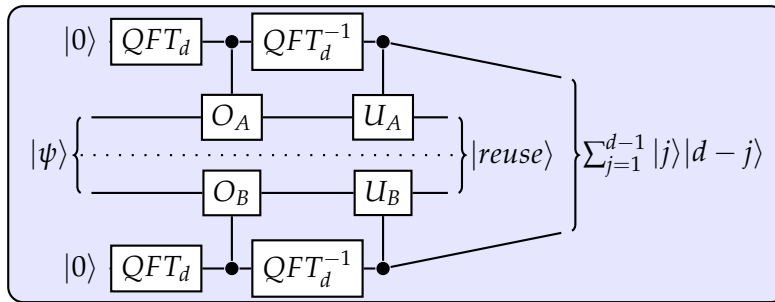 |0⟩ QFT_d QFT_d^{-1}
O_A U_A
|ψ⟩ |reuse⟩ ∑_{j=1}^{d-1} |j⟩|d − j⟩
O_B U_B
|0⟩ QFT_d QFT_d^{-1}